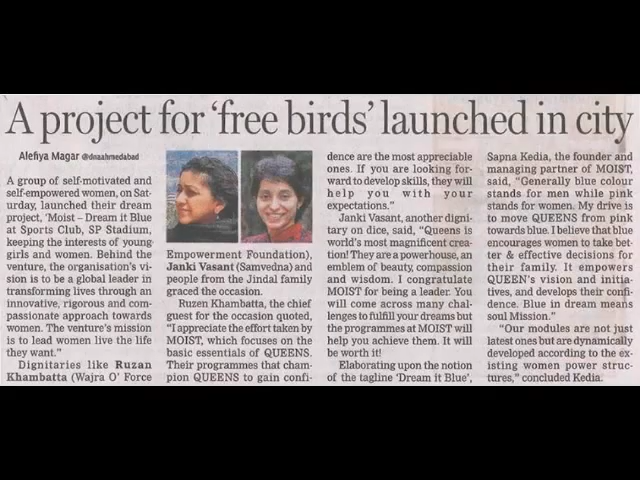 A project for ‘free birds’ launched in city
Alefiya Magar @dnaahmedabad
A group of self-motivated and
self-empowered women, on Sat-
urday, launched their dream
project, ‘Moist – Dream it Blue
at Sports Club, SP Stadium,
keeping the interests of young
girls and women. Behind the
venture, the organisation’s vi-
sion is to be a global leader in
transforming lives through an
innovative, rigorous and com-
passionate approach towards
women. The venture’s mission
is to lead women live the life
they want.”
Dignitaries like Ruzan
Khambatta (Wajra O’ Force
Empowerment Foundation),
Janki Vasant (Samvedna) and
people from the Jindal family
graced the occasion.
Ruzen Khambatta, the chief
guest for the occasion quoted,
“I appreciate the effort taken by
MOIST, which focuses on the
basic essentials of QUEENS.
Their programmes that cham-
pion QUEENS to gain confi-
dence are the most appreciable
ones. If you are looking for-
ward to develop skills, they will
help you with your
expectations.”
Janki Vasant, another digni-
tary on dice, said, “Queens is
world’s most magnificent crea-
tion! They are a powerhouse, an
emblem of beauty, compassion
and wisdom. I congratulate
MOIST for being a leader. You
will come across many chal-
lenges to fulfill your dreams but
the programmes at MOIST will
help you achieve them. It will
be worth it!
Elaborating upon the notion
of the tagline ‘Dream it Blue’,
Sapna Kedia, the founder and
managing partner of MOIST,
said, “Generally blue colour
stands for men while pink
stands for women. My drive is
to move QUEENS from pink
towards blue. I believe that blue
encourages women to take bet-
ter & effective decisions for
their family. It empowers
QUEEN’s vision and initia-
tives, and develops their confi-
dence. Blue in dream means
soul Mission.”
“Our modules are not just
latest ones but are dynamically
developed according to the ex-
isting women power struc-
tures,” concluded Kedia.